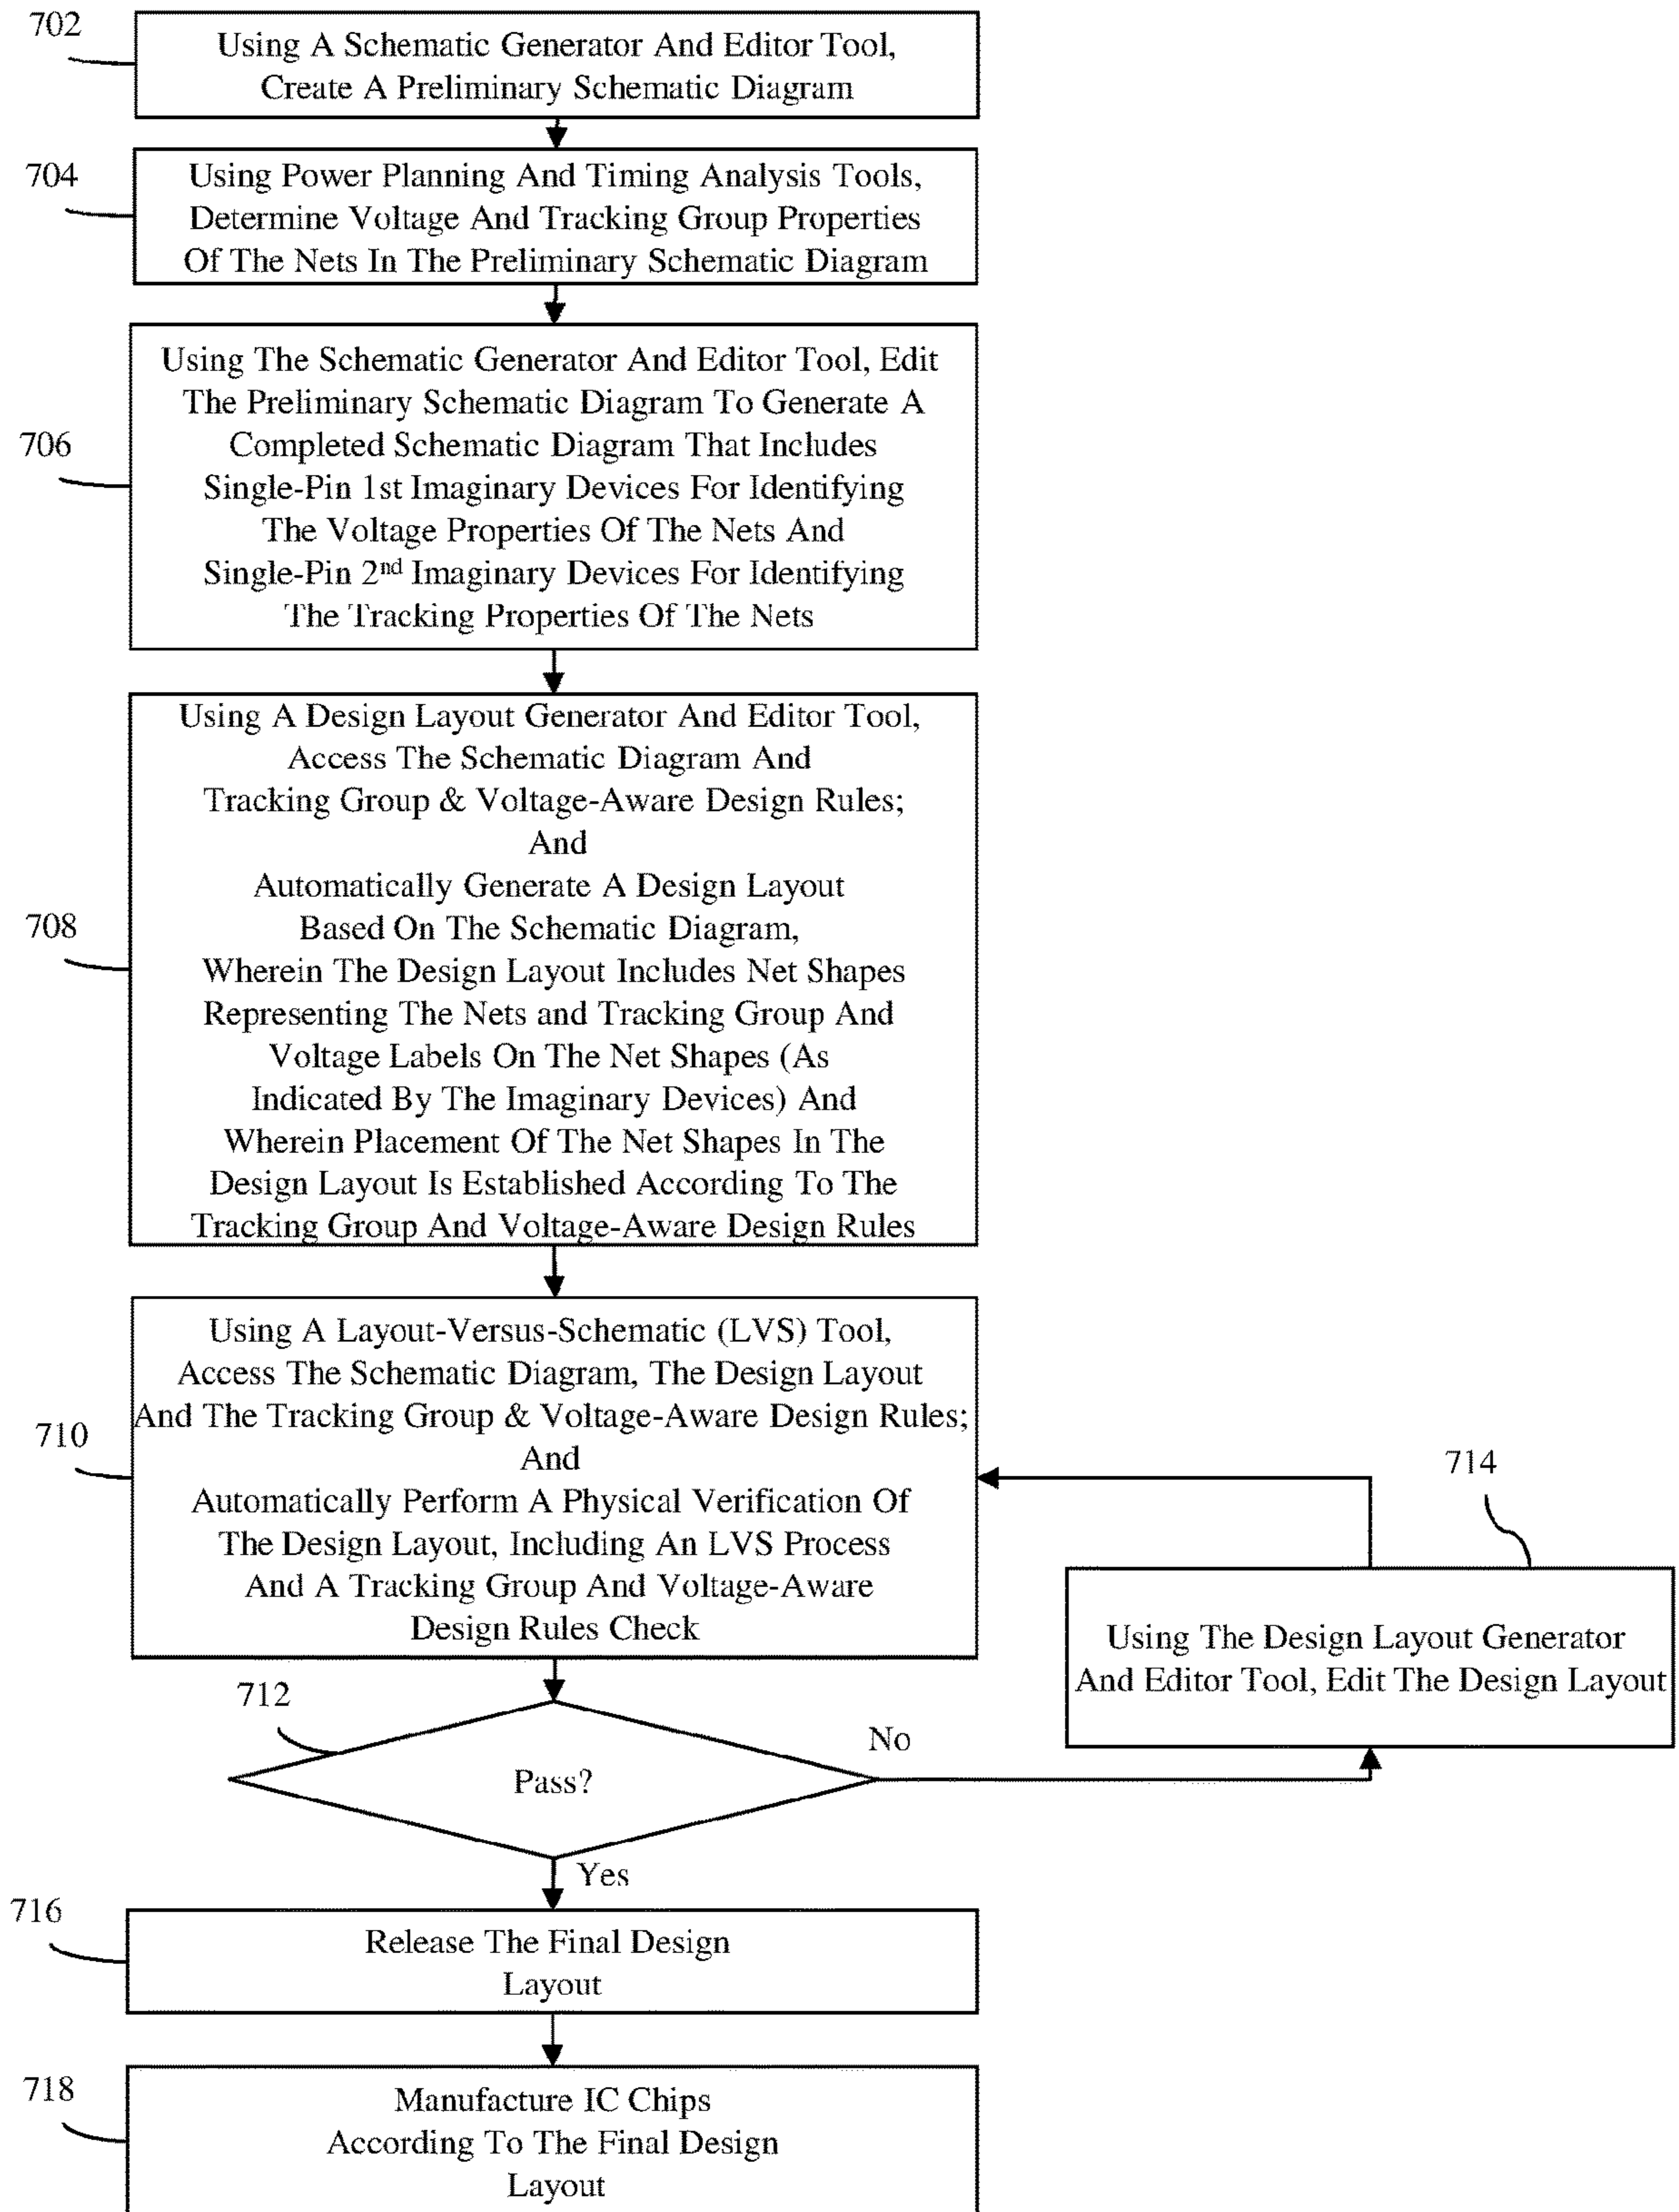 702
Using A Schematic Generator And Editor Tool,
Create A Preliminary Schematic Diagram
704
Using Power Planning And Timing Analysis Tools,
Determine Voltage And Tracking Group Properties
Of The Nets In The Preliminary Schematic Diagram
706
Using The Schematic Generator And Editor Tool, Edit
The Preliminary Schematic Diagram To Generate A
Completed Schematic Diagram That Includes
Single-Pin 1st Imaginary Devices For Identifying
The Voltage Properties Of The Nets And
Single-Pin 2nd Imaginary Devices For Identifying
The Tracking Properties Of The Nets
708
Using A Design Layout Generator And Editor Tool,
Access The Schematic Diagram And
Tracking Group & Voltage-Aware Design Rules;
And
Automatically Generate A Design Layout
Based On The Schematic Diagram,
Wherein The Design Layout Includes Net Shapes
Representing The Nets and Tracking Group And
Voltage Labels On The Net Shapes (As
Indicated By The Imaginary Devices) And
Wherein Placement Of The Net Shapes In The
Design Layout Is Established According To The
Tracking Group And Voltage-Aware Design Rules
710
Using A Layout-Versus-Schematic (LVS) Tool,
Access The Schematic Diagram, The Design Layout
And The Tracking Group & Voltage-Aware Design Rules;
And
Automatically Perform A Physical Verification Of
The Design Layout, Including An LVS Process
And A Tracking Group And Voltage-Aware
Design Rules Check
714
Using The Design Layout Generator
And Editor Tool, Edit The Design Layout
712
Pass?
No
Yes
716
Release The Final Design
Layout
718
Manufacture IC Chips
According To The Final Design
Layout